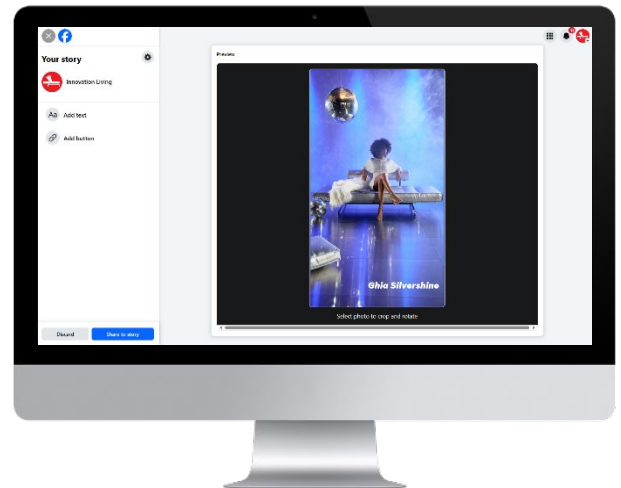 Your story
Innovation Living
Aa Add text
Add button
Discard
Share to story
Preview
Ghia Silvershine
Select photo to crop and rotate